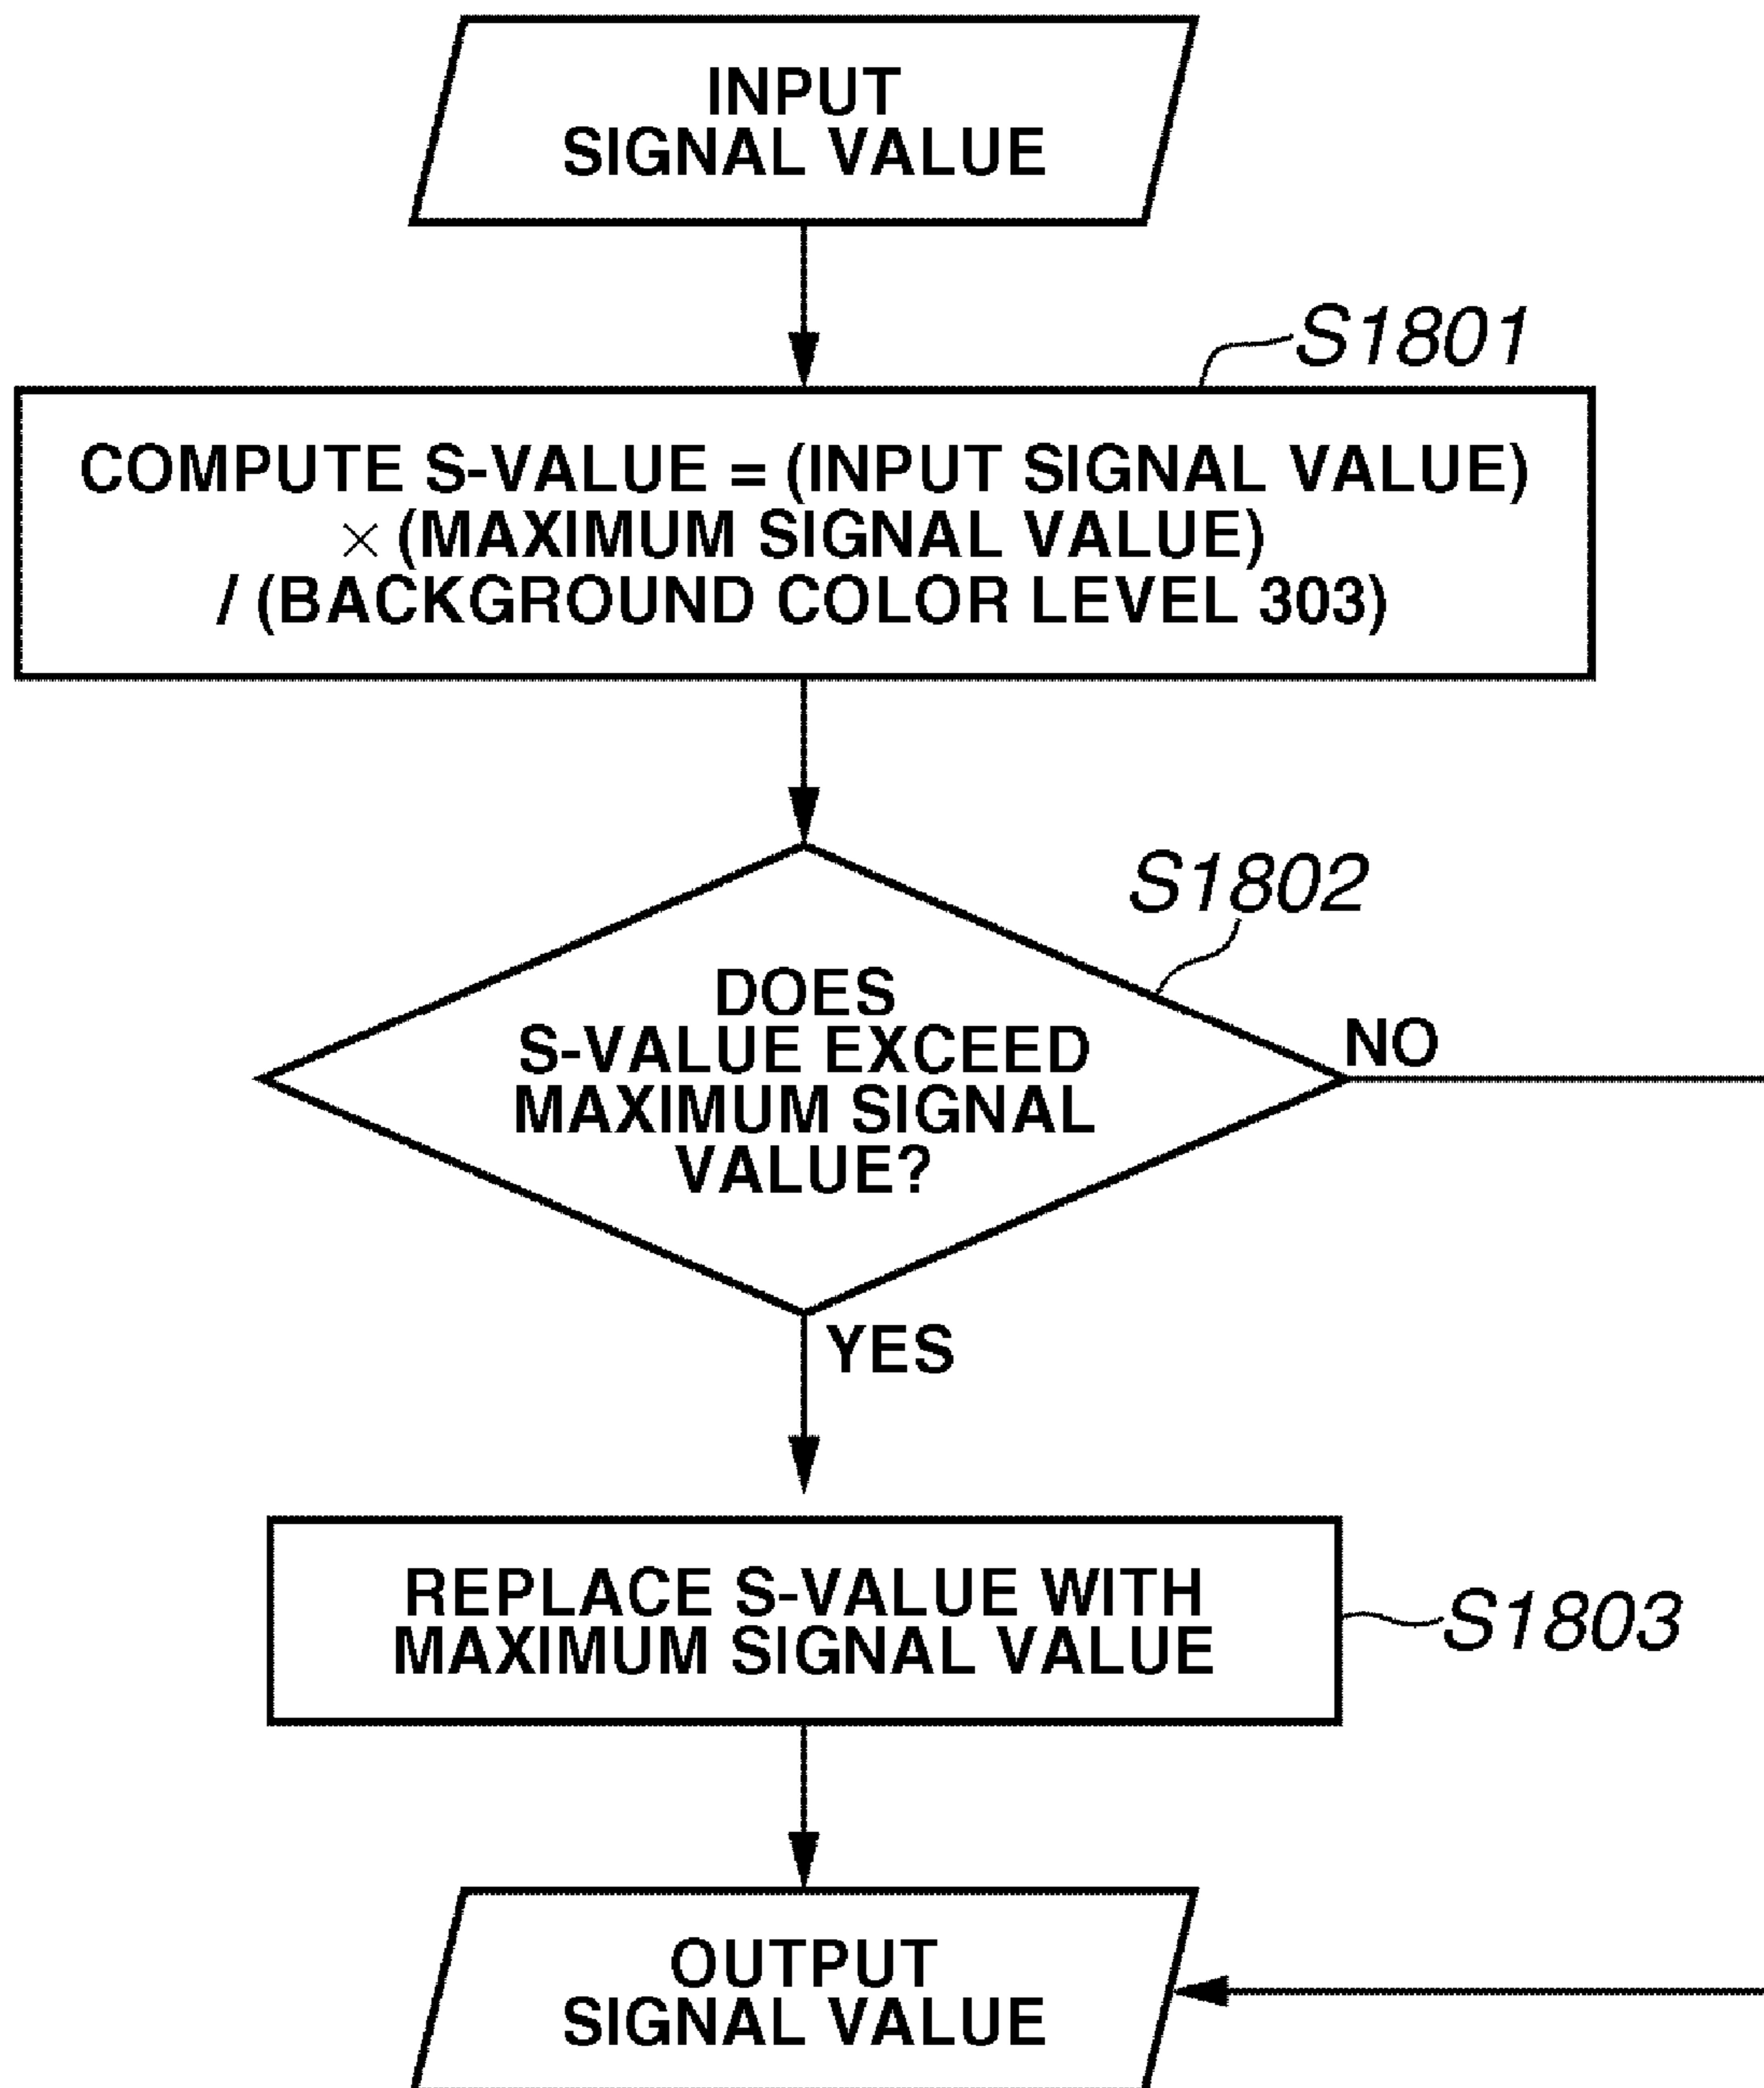 INPUT
SIGNAL VALUE
S1801
COMPUTE S-VALUE = (INPUT SIGNAL VALUE)
× (MAXIMUM SIGNAL VALUE)
/ (BACKGROUND COLOR LEVEL 303)
S1802
DOES
S-VALUE EXCEED
MAXIMUM SIGNAL
VALUE?
NO
YES
REPLACE S-VALUE WITH
MAXIMUM SIGNAL VALUE
S1803
OUTPUT
SIGNAL VALUE